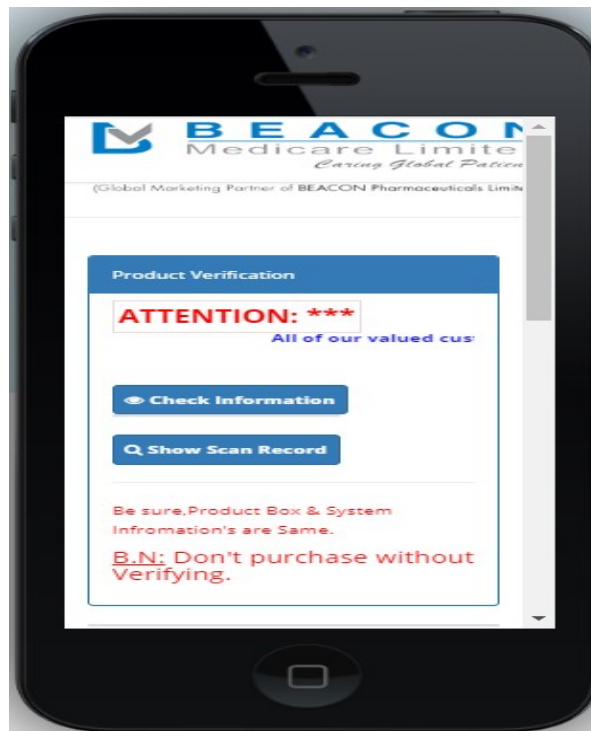 BEACON
Medicare Limite
Caring Global Patien
(Global Marketing Partner of BEACON Pharmaceuticals Limite
Product Verification
ATTENTION: ***
All of our valued cus
Check Information
Show Scan Record
Be sure,Product Box & System
Infromation's are Same.
B.N: Don't purchase without
Verifying.